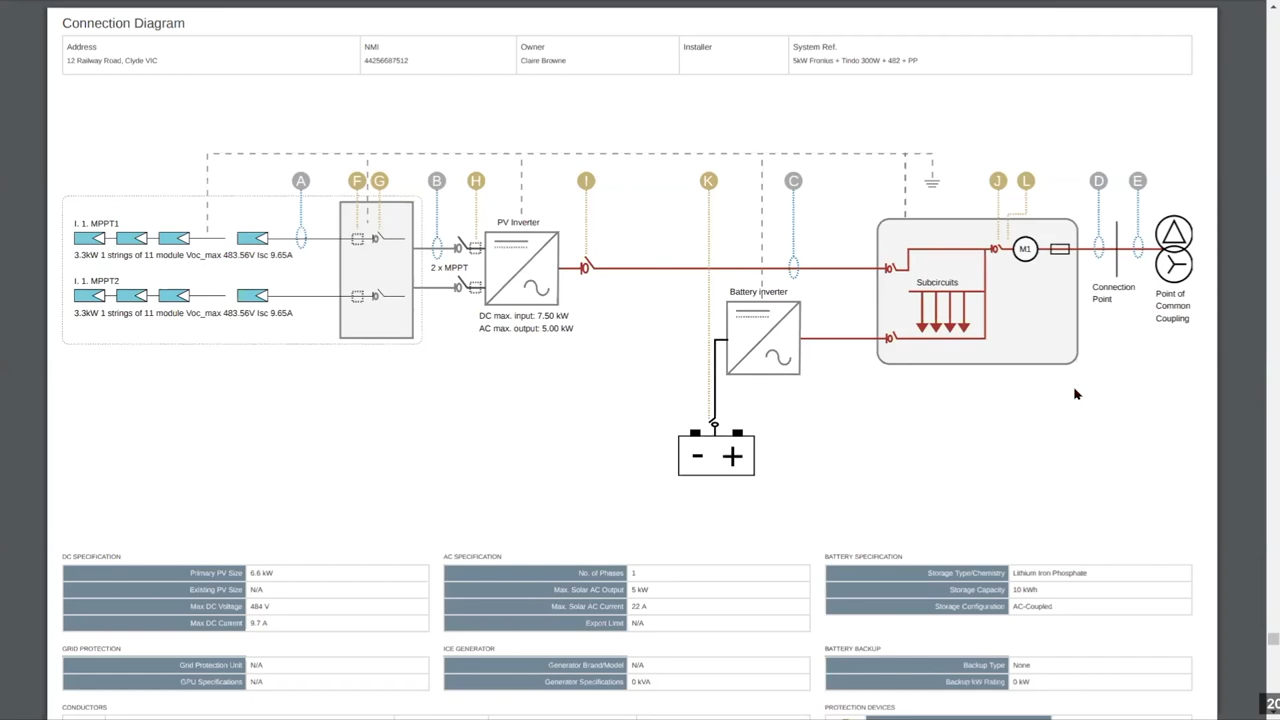 Connection Diagram
Address NMI Owner Installer System Ref.
12 Railway Road, Clyde VIC 44256687512 Claire Browne 5kW Fronius + Tindo 300W + 482 + PP
A F G B H I K C J L D E
I. 1. MPPT1
3.3kW 1 strings of 11 module Voc_max 483.56V Isc 9.65A
I. 1. MPPT2
3.3kW 1 strings of 11 module Voc_max 483.56V Isc 9.65A
2 x MPPT
PV Inverter
DC max. input: 7.50 kW
AC max. output: 5.00 kW
Battery inverter
- +
Subcircuits
M1
Connection
Point
Point of
Common
Coupling
DC SPECIFICATION
Primary PV Size 6.6 kW
Existing PV Size N/A
Max DC Voltage 484 V
Max DC Current 9.7 A
AC SPECIFICATION
No. of Phases 1
Max. Solar AC Output 5 kW
Max. Solar AC Current 22 A
Export Limit N/A
BATTERY SPECIFICATION
Storage Type/Chemistry Lithium Iron Phosphate
Storage Capacity 10 kWh
Storage Configuration AC-Coupled
GRID PROTECTION
Grid Protection Unit N/A
GPU Specifications N/A
ICE GENERATOR
Generator Brand/Model N/A
Generator Specifications 0 kVA
BATTERY BACKUP
Backup Type None
Backup kW Rating 0 kW
CONDUCTORS
PROTECTION DEVICES
20